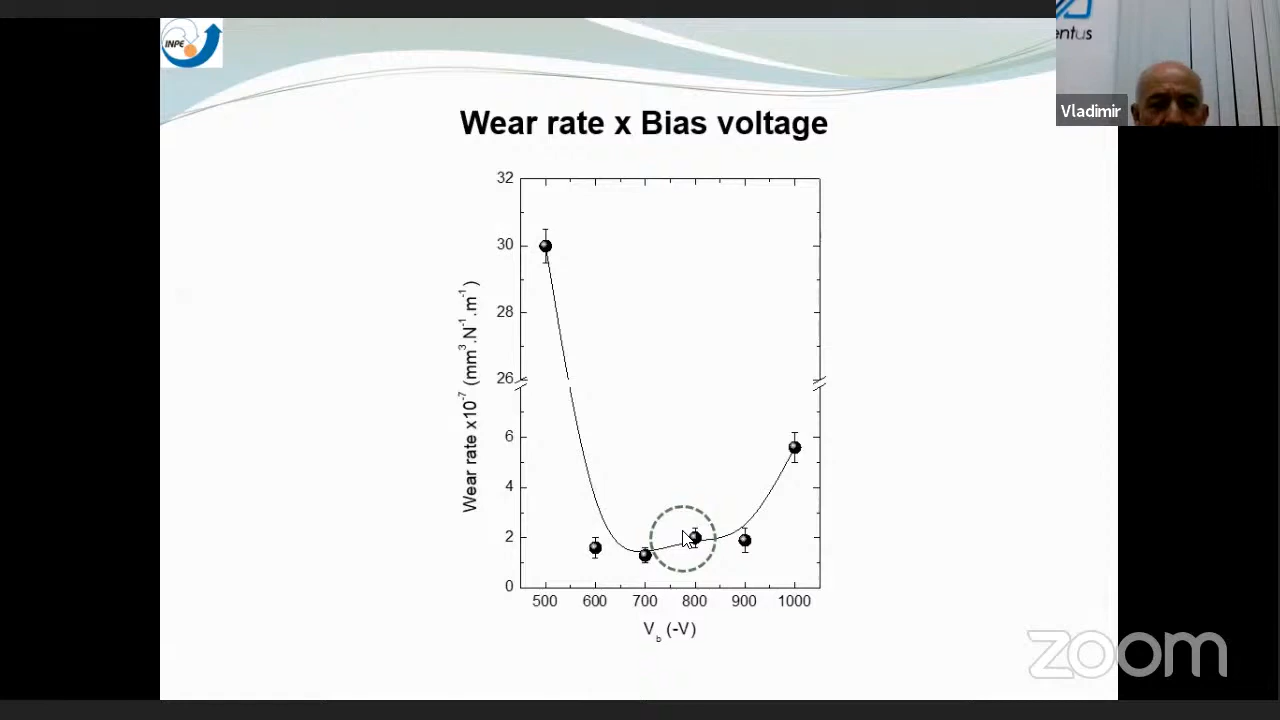 INPE
entus
Vladimir
Wear rate x Bias voltage
32
30
28
26
6
4
2
0
Wear rate x10⁻⁷ (mm³.N⁻¹.m⁻¹)
500 600 700 800 900 1000
V_b (-V)
zoom